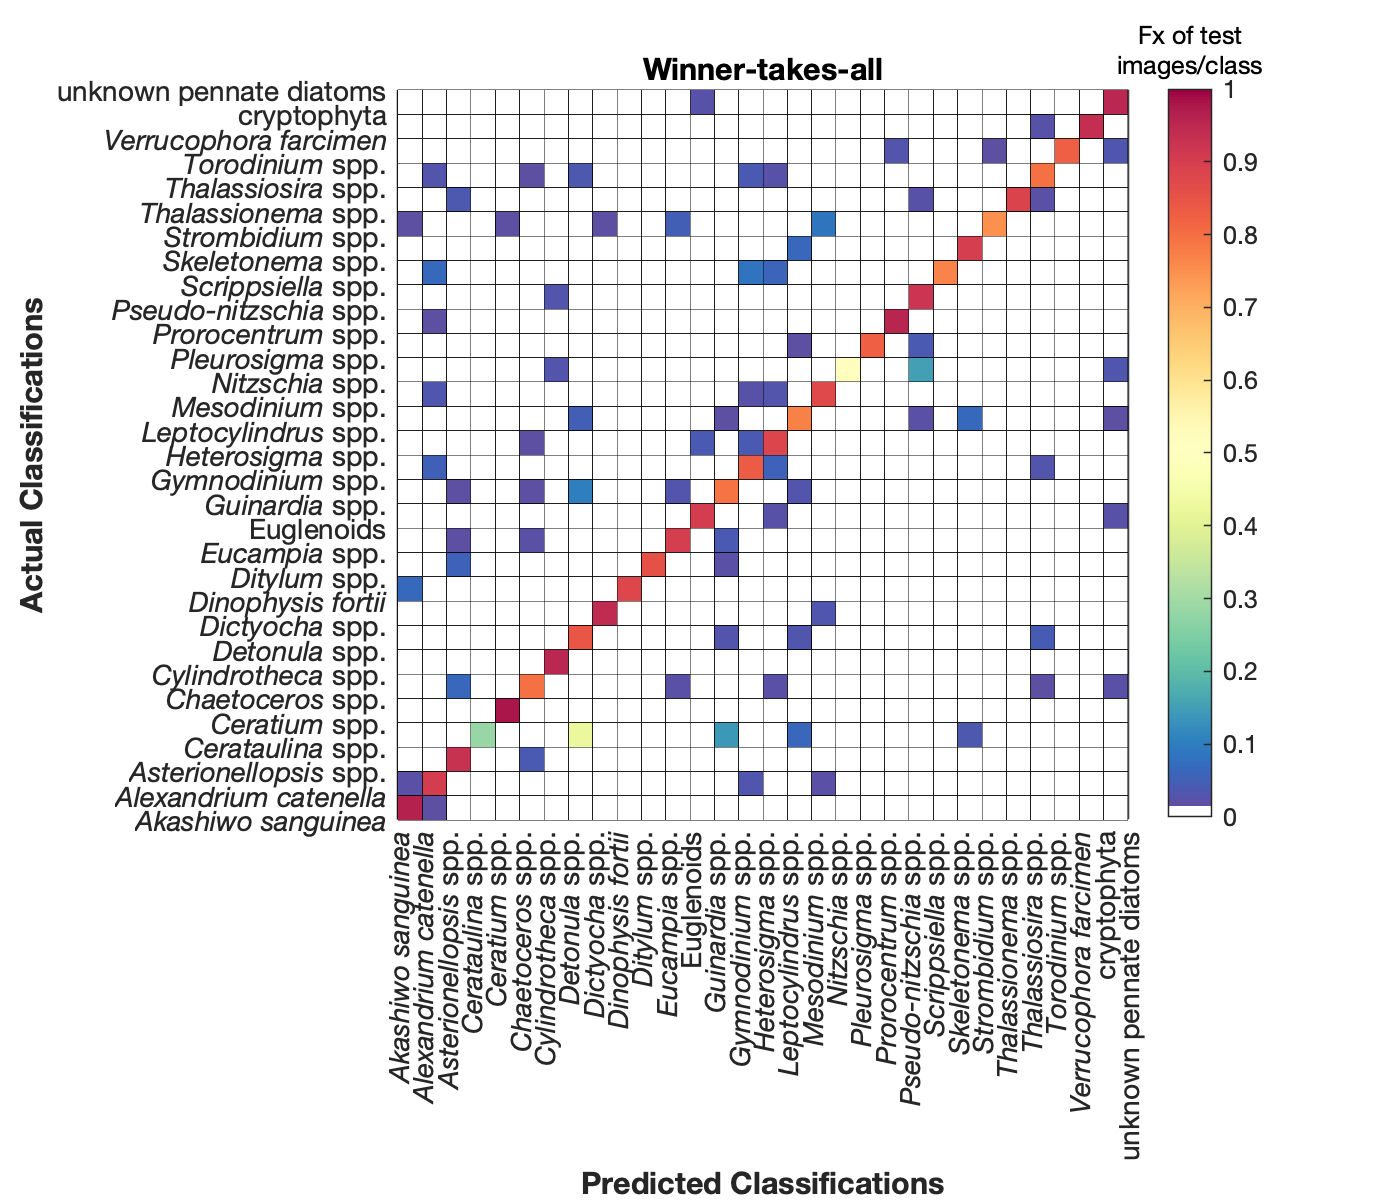 Fx of test
images/class
Winner-takes-all
unknown pennate diatoms
cryptophyta
Verrucophora farcimen
Torodinium spp.
Thalassiosira spp.
Thalassionema spp.
Strombidium spp.
Skeletonema spp.
Scrippsiella spp.
Pseudo-nitzschia spp.
Prorocentrum spp.
Pleurosigma spp.
Nitzschia spp.
Mesodinium spp.
Leptocylindrus spp.
Heterosigma spp.
Gymnodinium spp.
Guinardia spp.
Euglenoids
Eucampia spp.
Ditylum spp.
Dinophysis fortii
Dictyocha spp.
Detonula spp.
Cylindrotheca spp.
Chaetoceros spp.
Ceratium spp.
Cerataulina spp.
Asterionellopsis spp.
Alexandrium catenella
Akashiwo sanguinea
Actual Classifications
1
0.9
0.8
0.7
0.6
0.5
0.4
0.3
0.2
0.1
0
Akashiwo sanguinea
Alexandrium catenella
Asterionellopsis spp.
Cerataulina spp.
Ceratium spp.
Chaetoceros spp.
Cylindrotheca spp.
Detonula spp.
Dictyocha spp.
Dinophysis fortii
Ditylum spp.
Eucampia spp.
Euglenoids
Guinardia spp.
Gymnodinium spp.
Heterosigma spp.
Leptocylindrus spp.
Mesodinium spp.
Nitzschia spp.
Pleurosigma spp.
Prorocentrum spp.
Pseudo-nitzschia spp.
Scrippsiella spp.
Skeletonema spp.
Strombidium spp.
Thalassionema spp.
Thalassiosira spp.
Torodinium spp.
Verrucophora farcimen
cryptophyta
unknown pennate diatoms
Predicted Classifications